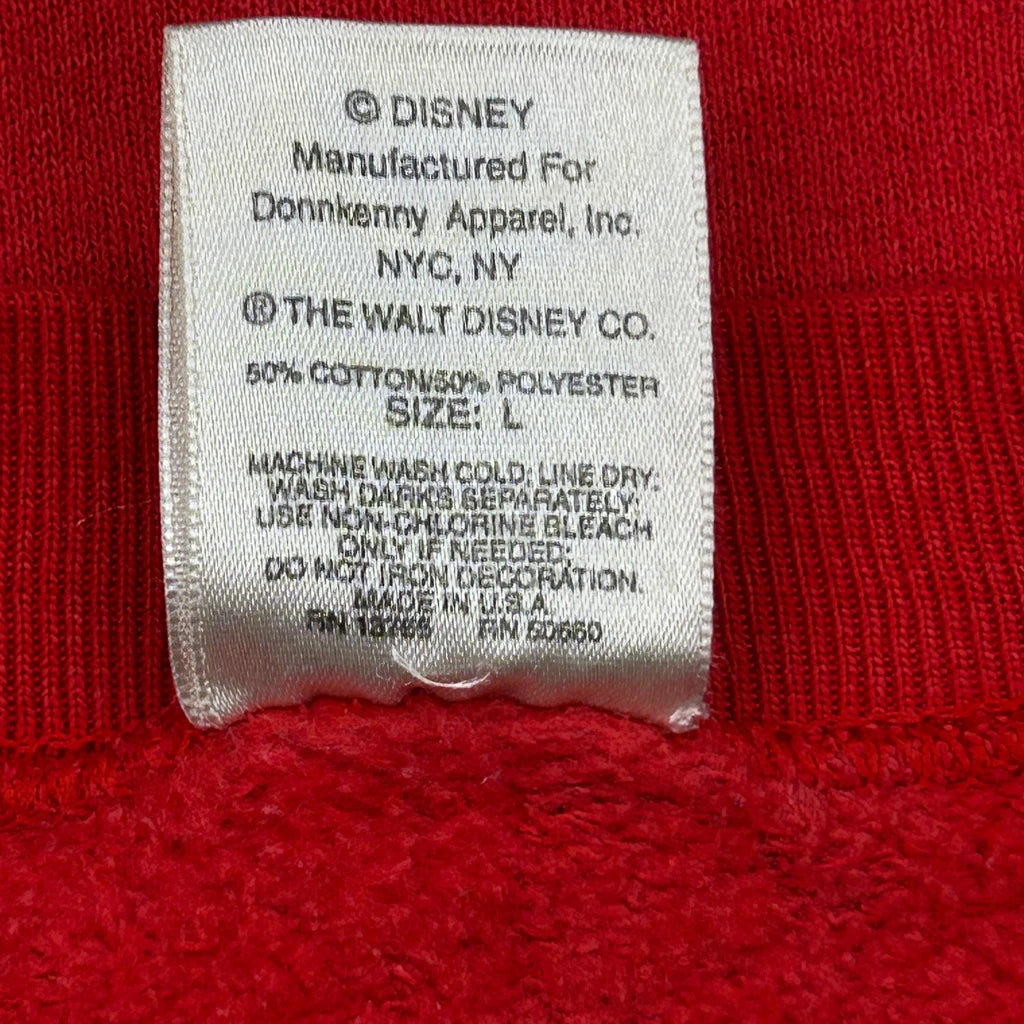 © DISNEY
Manufactured For
Donnkenny Apparel, Inc.
NYC, NY
® THE WALT DISNEY CO.
50% COTTON/50% POLYESTER
SIZE: L
MACHINE WASH COLD; LINE DRY;
WASH DARKS SEPARATELY;
USE NON-CHLORINE BLEACH
ONLY IF NEEDED;
DO NOT IRON DECORATION.
MADE IN U.S.A.
RN RN